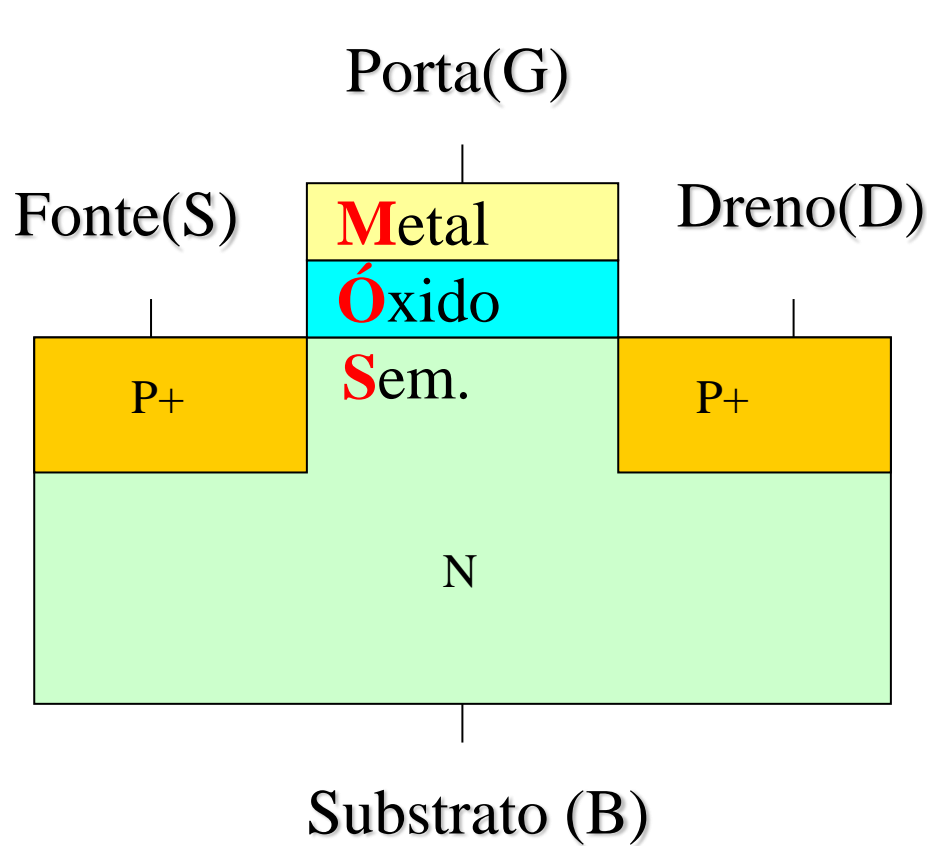 Porta(G)
Fonte(S)
Dreno(D)
Metal
Óxido
Sem.
P+
P+
N
Substrato (B)